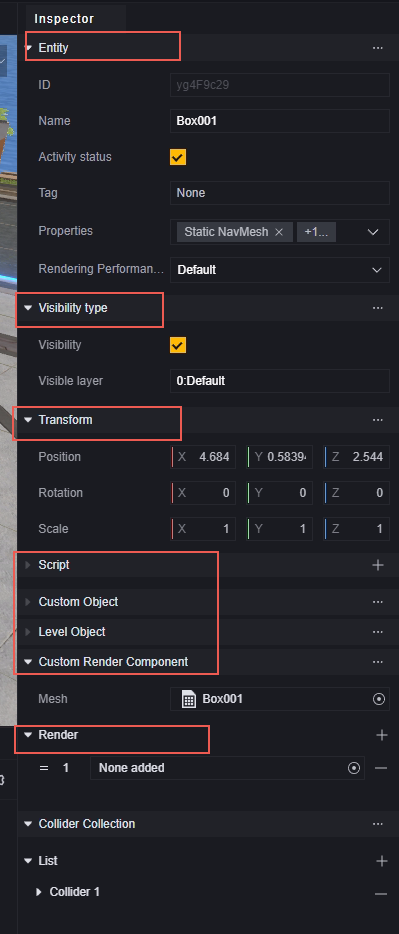 Inspector
Entity
ID yg4F9c29
Name Box001
Activity status
Tag None
Properties Static NavMesh +1...
Rendering Performan... Default
Visibility type
Visibility
Visible layer 0:Default
Transform
Position X 4.684 Y 0.5839 Z 2.544
Rotation X 0 Y 0 Z 0
Scale X 1 Y 1 Z 1
Script
Custom Object
Level Object
Custom Render Component
Mesh Box001
Render
1 None added
Collider Collection
List
Collider 1